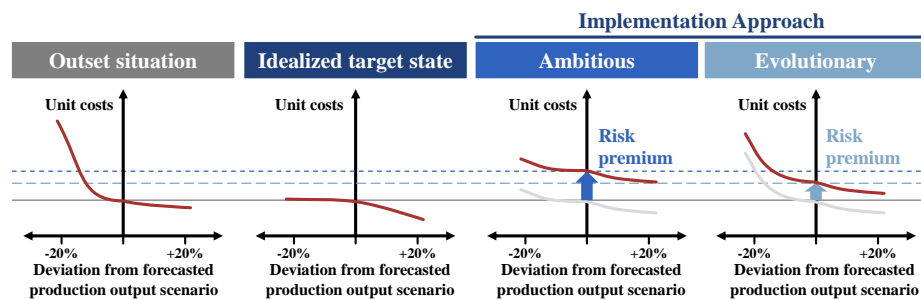 Implementation Approach
Outset situation
Idealized target state
Ambitious
Evolutionary
Unit costs
-20%
+20%
Deviation from forecasted
production output scenario
Unit costs
-20%
+20%
Deviation from forecasted
production output scenario
Unit costs
Risk
premium
-20%
+20%
Deviation from forecasted
production output scenario
Unit costs
Risk
premium
-20%
+20%
Deviation from forecasted
production output scenario